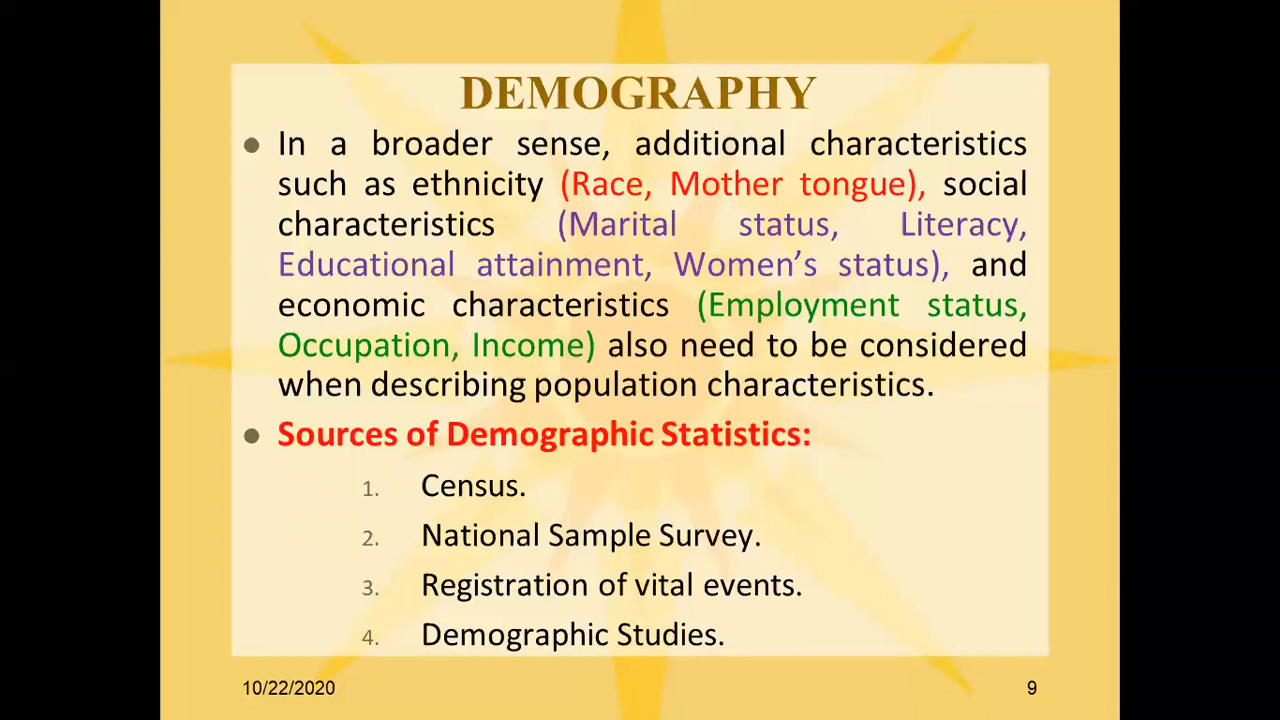 DEMOGRAPHY
● In a broader sense, additional characteristics
such as ethnicity (Race, Mother tongue), social
characteristics (Marital status, Literacy,
Educational attainment, Women’s status), and
economic characteristics (Employment status,
Occupation, Income) also need to be considered
when describing population characteristics.
● Sources of Demographic Statistics:
1. Census.
2. National Sample Survey.
3. Registration of vital events.
4. Demographic Studies.
10/22/2020 9